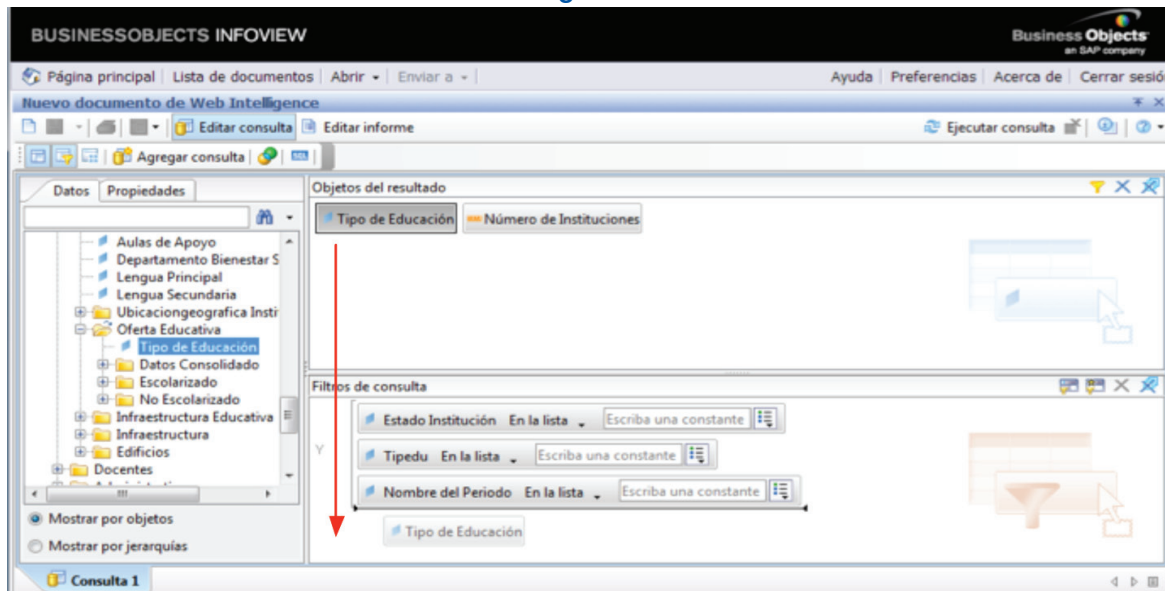 BUSINESSOBJECTS INFOVIEW
Business Objects
an SAP company
Página principal Lista de documentos Abrir Enviar a
Ayuda Preferencias Acerca de Cerrar sesió
Nuevo documento de Web Intelligence
Editar consulta Editar informe
Ejecutar consulta
Agregar consulta SQL
Datos Propiedades
Objetos del resultado
Tipo de Educación Número de Instituciones
Aulas de Apoyo
Departamento Bienestar S
Lengua Principal
Lengua Secundaria
Ubicaciongeografica Insti
Oferta Educativa
Tipo de Educación
Datos Consolidado
Escolarizado
No Escolarizado
Infraestructura Educativa
Infraestructura
Edificios
Docentes
Mostrar por objetos
Mostrar por jerarquías
Filtros de consulta
Y
Estado Institución En la lista Escriba una constante
Tipedu En la lista Escriba una constante
Nombre del Periodo En la lista Escriba una constante
Tipo de Educación
Consulta 1